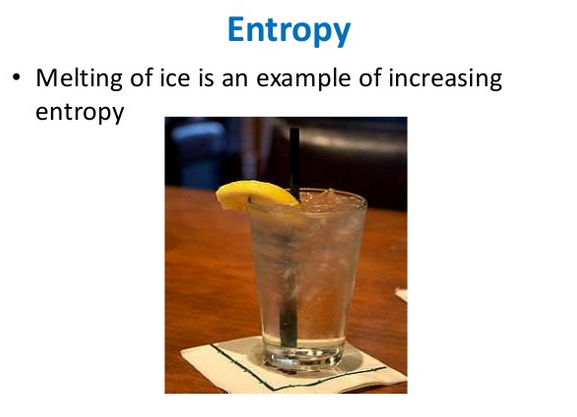 Entropy
• Melting of ice is an example of increasing
entropy